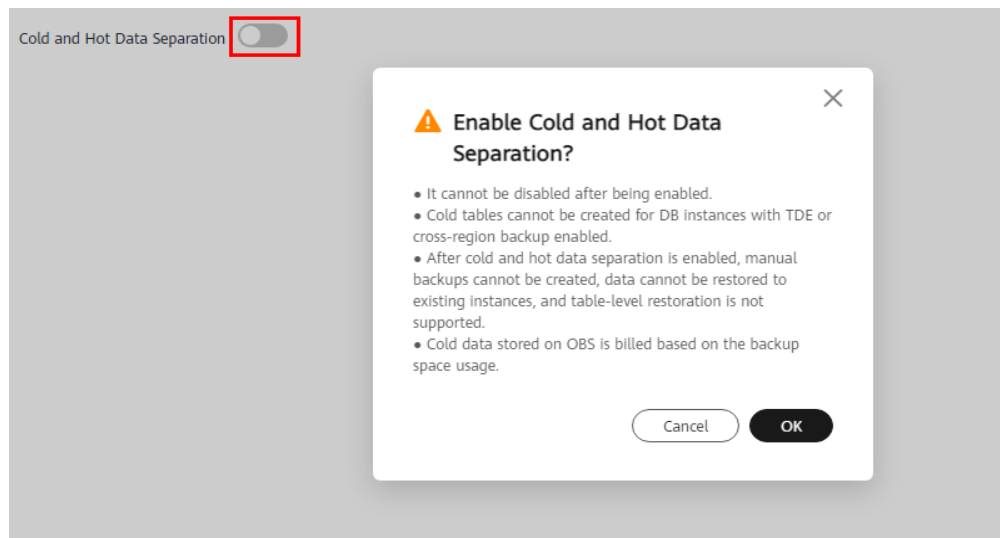 Cold and Hot Data Separation
Enable Cold and Hot Data
Separation?
● It cannot be disabled after being enabled.
● Cold tables cannot be created for DB instances with TDE or
cross-region backup enabled.
● After cold and hot data separation is enabled, manual
backups cannot be created, data cannot be restored to
existing instances, and table-level restoration is not
supported.
● Cold data stored on OBS is billed based on the backup
space usage.
Cancel
OK